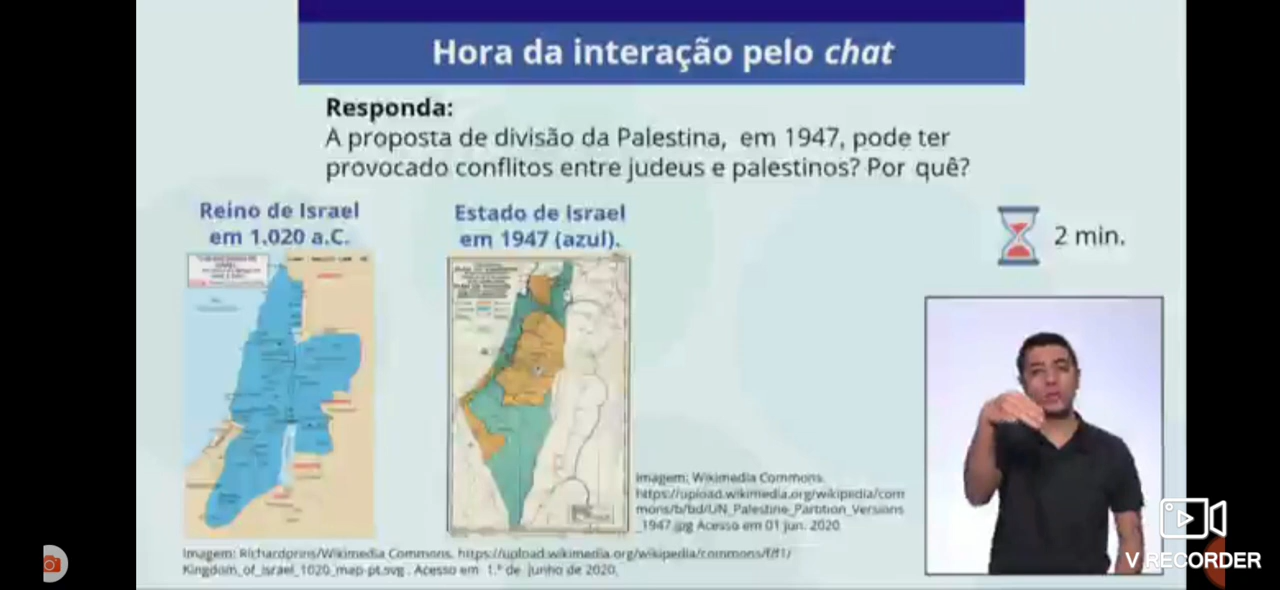 Hora da interação pelo chat
Responda:
A proposta de divisão da Palestina, em 1947, pode ter
provocado conflitos entre judeus e palestinos? Por quê?
Reino de Israel
em 1.020 a.C.
Estado de Israel
em 1947 (azul).
2 min.
Imagem: Wikimedia Commons.
https://upload.wikimedia.org/wikipedia/com
mons/b/bd/UN_Palestine_Partition_Versions
_1947.jpg Acesso em 01 jun. 2020
Imagem: Richardprins/Wikimedia Commons. https://upload.wikimedia.org/wikipedia/commons/f/f1/
Kingdom_of_Israel_1020_map-pt.svg . Acesso em 1.º de junho de 2020.
V RECORDER